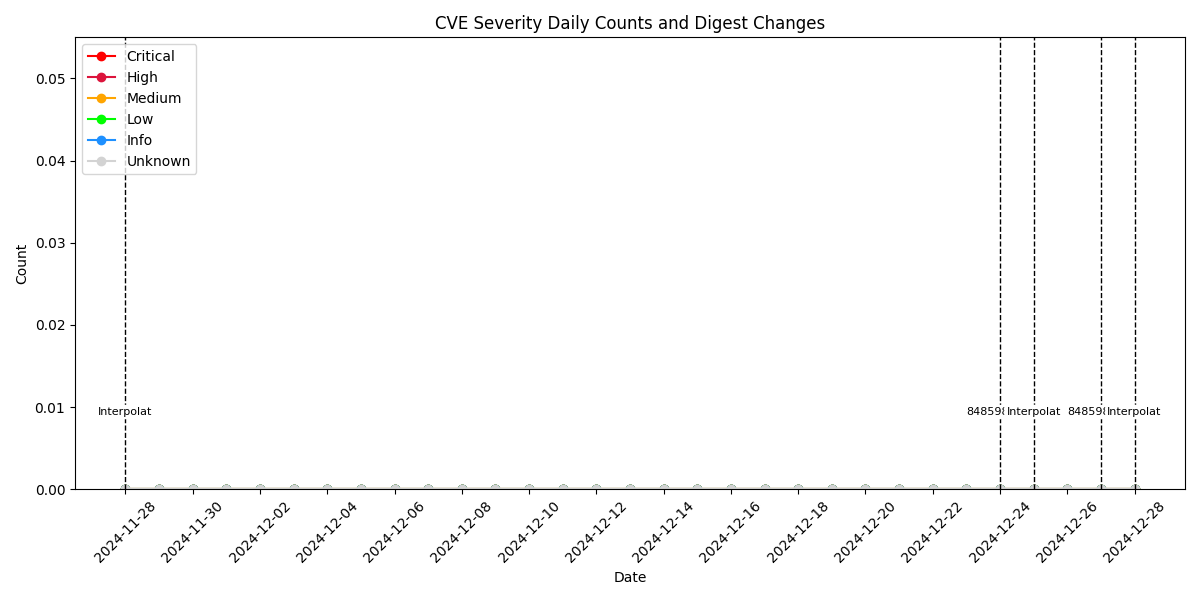 CVE Severity Daily Counts and Digest Changes
Critical
High
Medium
Low
Info
Unknown
0.05
0.04
0.03
0.02
0.01
0.00
Count
Interpolat
Interpolat
Interpolat
2024-11-28
2024-11-30
2024-12-02
2024-12-04
2024-12-06
2024-12-08
2024-12-10
2024-12-12
2024-12-14
2024-12-16
2024-12-18
2024-12-20
2024-12-22
2024-12-24
2024-12-26
2024-12-28
Date